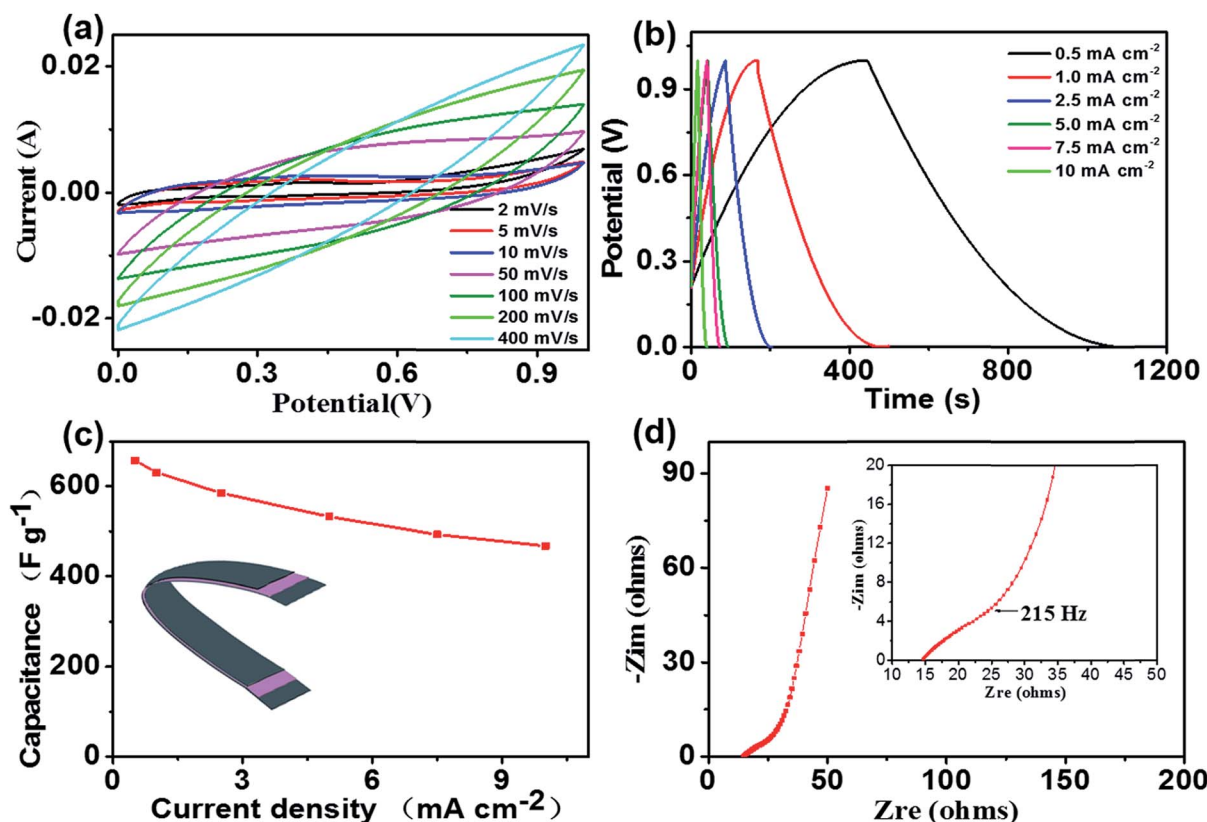 (a)
0.02
0.00
-0.02
Current (A)
0.0
0.3
0.6
0.9
Potential(V)
2 mV/s
5 mV/s
10 mV/s
50 mV/s
100 mV/s
200 mV/s
400 mV/s
(b)
0.9
0.6
0.3
0.0
Potential (V)
0
400
800
1200
Time (s)
0.5 mA cm⁻²
1.0 mA cm⁻²
2.5 mA cm⁻²
5.0 mA cm⁻²
7.5 mA cm⁻²
10 mA cm⁻²
(c)
600
400
200
0
Capacitance (F g⁻¹)
0
3
6
9
Current density (mA cm⁻²)
(d)
90
60
30
0
-Zim (ohms)
0
50
100
150
200
Zre (ohms)
20
16
12
8
4
0
-Zim (ohms)
10
15
20
25
30
35
40
45
50
Zre (ohms)
215 Hz